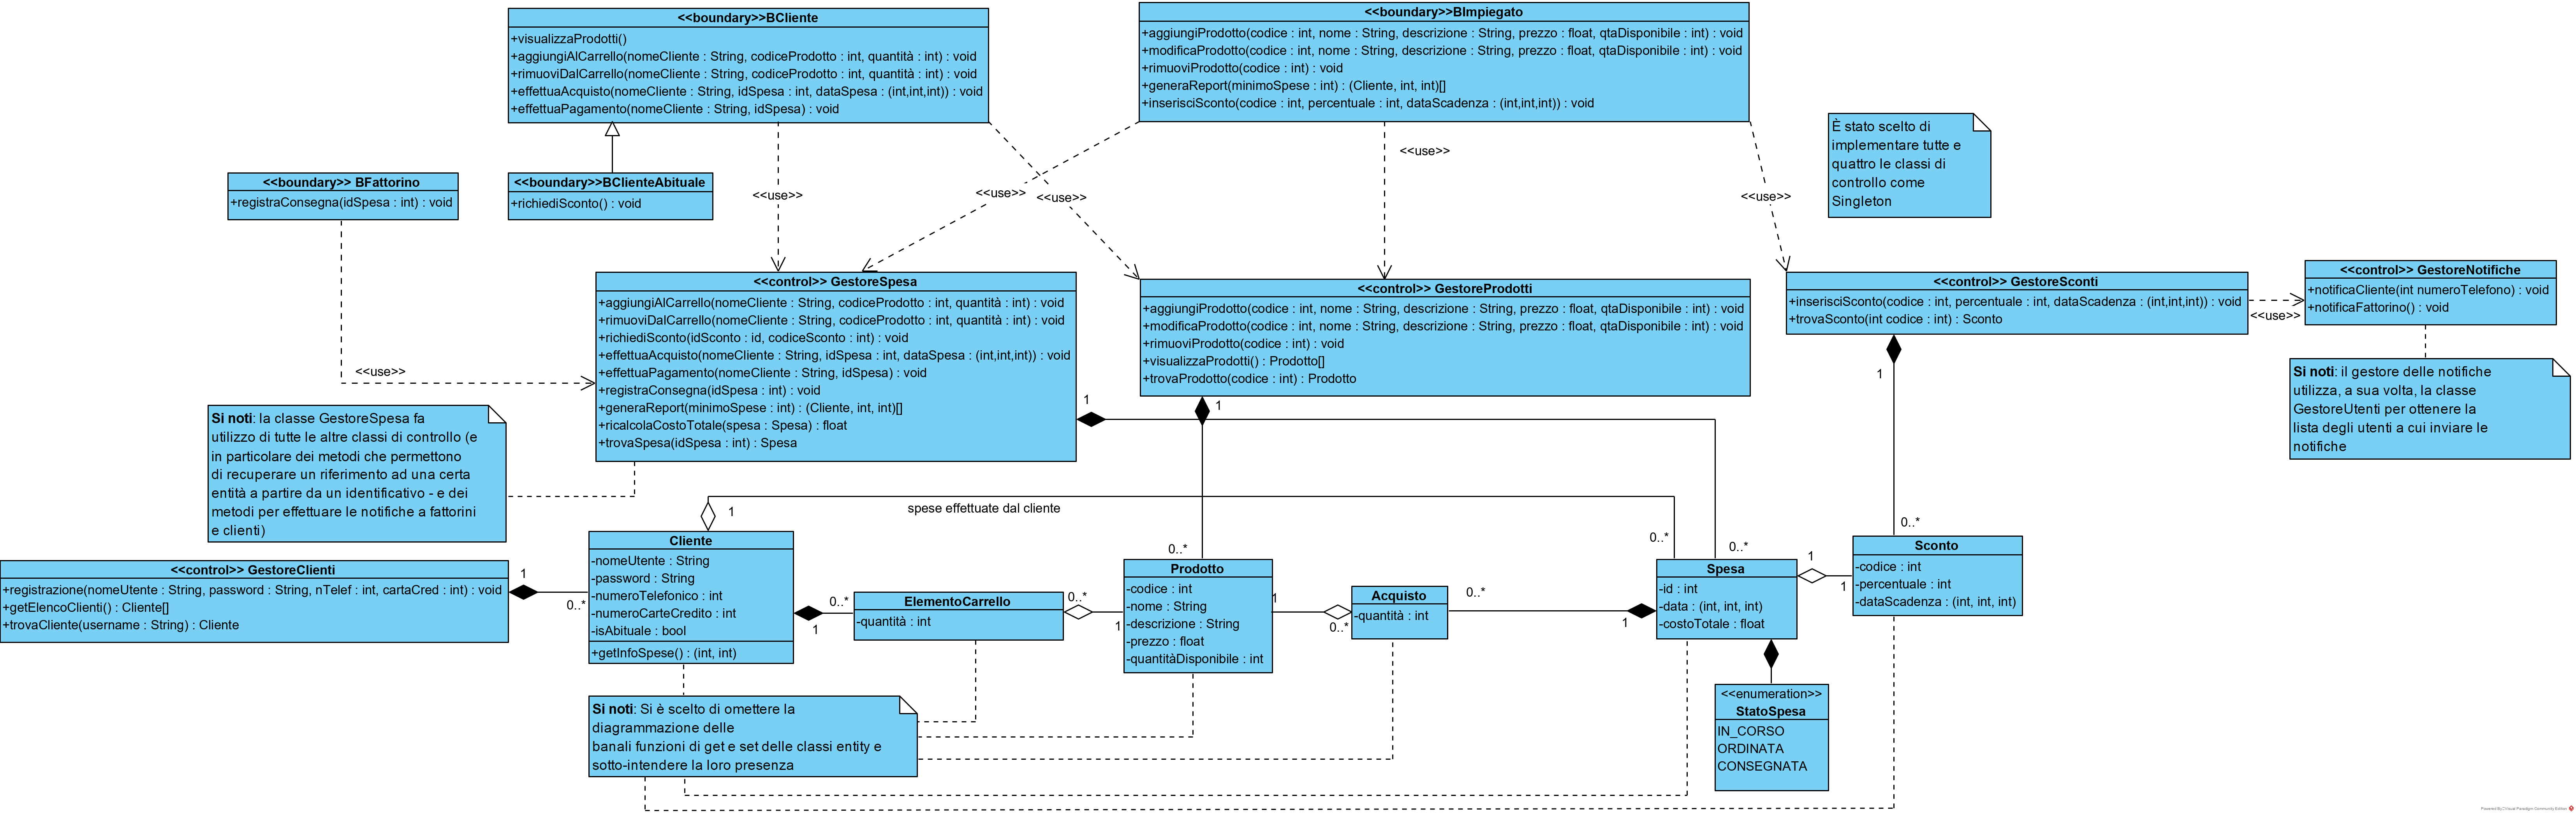 <<boundary>>BCliente
+visualizzaProdotti()
+aggiungiAlCarrello(nomeCliente : String, codiceProdotto : int, quantità : int) : void
+rimuoviDalCarrello(nomeCliente : String, codiceProdotto : int, quantità : int) : void
+effettuaAcquisto(nomeCliente : String, idSpesa : int, dataSpesa : (int,int,int)) : void
+effettuaPagamento(nomeCliente : String, idSpesa) : void
<<boundary>>BImpiegato
+aggiungiProdotto(codice : int, nome : String, descrizione : String, prezzo : float, qtaDisponibile : int) : void
+modificaProdotto(codice : int, nome : String, descrizione : String, prezzo : float, qtaDisponibile : int) : void
+rimuoviProdotto(codice : int) : void
+generaReport(minimoSpese : int) : (Cliente, int, int)[]
+inserisciSconto(codice : int, percentuale : int, dataScadenza : (int,int,int)) : void
È stato scelto di
implementare tutte e
quattro le classi di
controllo come
Singleton
<<boundary>> BFattorino
+registraConsegna(idSpesa : int) : void
<<boundary>>BClienteAbituale
+richiediSconto() : void
<<use>>
<<use>>
<<use>>
<<use>>
<<use>>
<<use>>
<<use>>
<<control>> GestoreSpesa
+aggiungiAlCarrello(nomeCliente : String, codiceProdotto : int, quantità : int) : void
+rimuoviDalCarrello(nomeCliente : String, codiceProdotto : int, quantità : int) : void
+richiediSconto(idSconto : id, codiceSconto : int) : void
+effettuaAcquisto(nomeCliente : String, idSpesa : int, dataSpesa : (int,int,int)) : void
+effettuaPagamento(nomeCliente : String, idSpesa) : void
+registraConsegna(idSpesa : int) : void
+generaReport(minimoSpese : int) : (Cliente, int, int)[]
+ricalcolaCostoTotale(spesa : Spesa) : float
+trovaSpesa(idSpesa : int) : Spesa
<<control>> GestoreProdotti
+aggiungiProdotto(codice : int, nome : String, descrizione : String, prezzo : float, qtaDisponibile : int) : void
+modificaProdotto(codice : int, nome : String, descrizione : String, prezzo : float, qtaDisponibile : int) : void
+rimuoviProdotto(codice : int) : void
+visualizzaProdotti() : Prodotto[]
+trovaProdotto(codice : int) : Prodotto
<<control>> GestoreSconti
+inserisciSconto(codice : int, percentuale : int, dataScadenza : (int,int,int)) : void
+trovaSconto(int codice : int) : Sconto
<<control>> GestoreNotifiche
+notificaCliente(int numeroTelefono) : void
+notificaFattorino() : void
Si noti: il gestore delle notifiche
utilizza, a sua volta, la classe
GestoreUtenti per ottenere la
lista degli utenti a cui inviare le
notifiche
Si noti: la classe GestoreSpesa fa
utilizzo di tutte le altre classi di controllo (e
in particolare dei metodi che permettono
di recuperare un riferimento ad una certa
entità a partire da un identificativo - e dei
metodi per effettuare le notifiche a fattorini
e clienti)
1
1
1
1
spese effettuate dal cliente
0..*
0..*
0..*
0..*
<<control>> GestoreClienti
+registrazione(nomeUtente : String, password : String, nTelef : int, cartaCred : int) : void
+getElencoClienti() : Cliente[]
+trovaCliente(username : String) : Cliente
1
0..*
Cliente
-nomeUtente : String
-password : String
-numeroTelefonico : int
-numeroCarteCredito : int
-isAbituale : bool
+getInfoSpese() : (int, int)
0..*
1
ElementoCarrello
-quantità : int
0..*
1
Prodotto
-codice : int
-nome : String
-descrizione : String
-prezzo : float
-quantitàDisponibile : int
1
0..*
Acquisto
-quantità : int
0..*
1
Spesa
-id : int
-data : (int, int, int)
-costoTotale : float
1
1
Sconto
-codice : int
-percentuale : int
-dataScadenza : (int, int, int)
<<enumeration>>
StatoSpesa
IN_CORSO
ORDINATA
CONSEGNATA
Si noti: Si è scelto di omettere la
diagrammazione delle
banali funzioni di get e set delle classi entity e
sotto-intendere la loro presenza
Powered By Visual Paradigm Community Edition